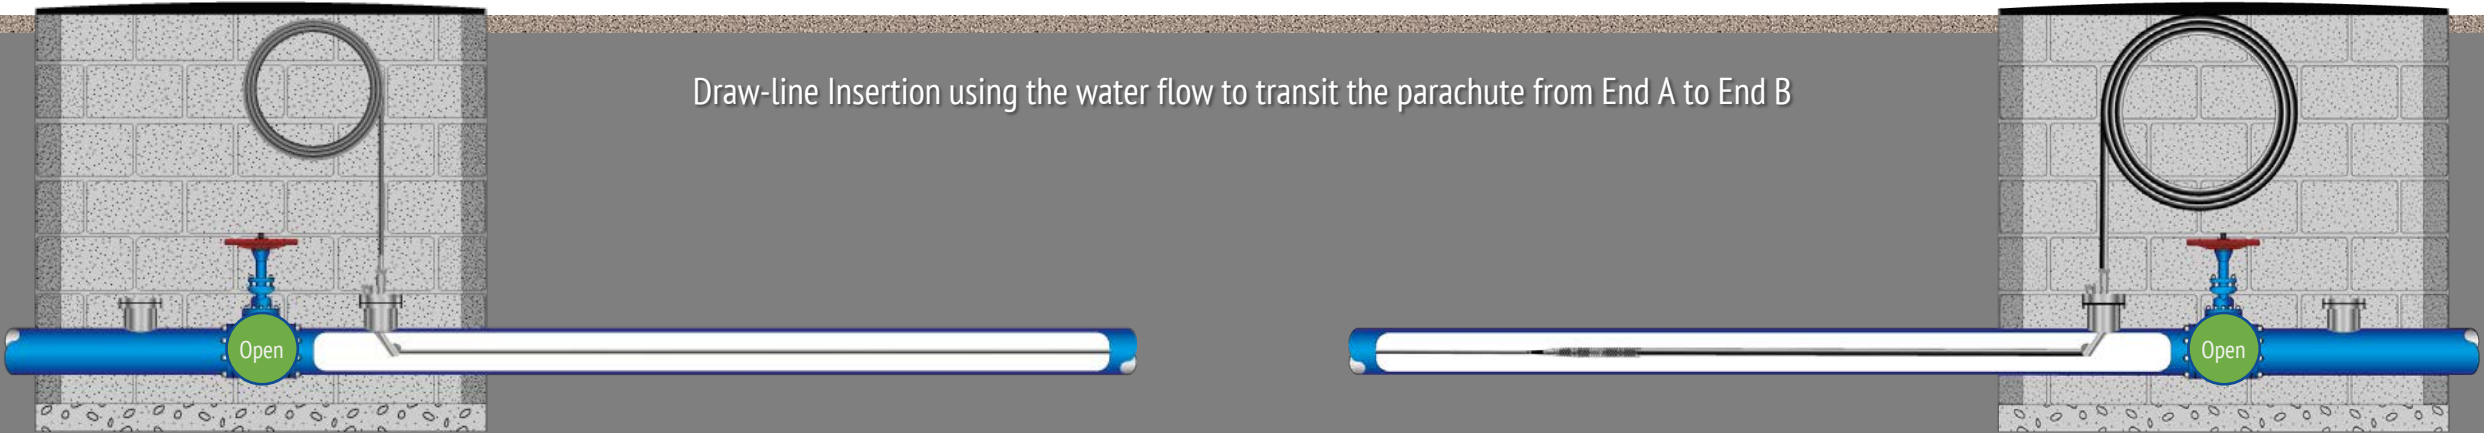 Draw-line Insertion using the water flow to transit the parachute from End A to End B
Open
Open